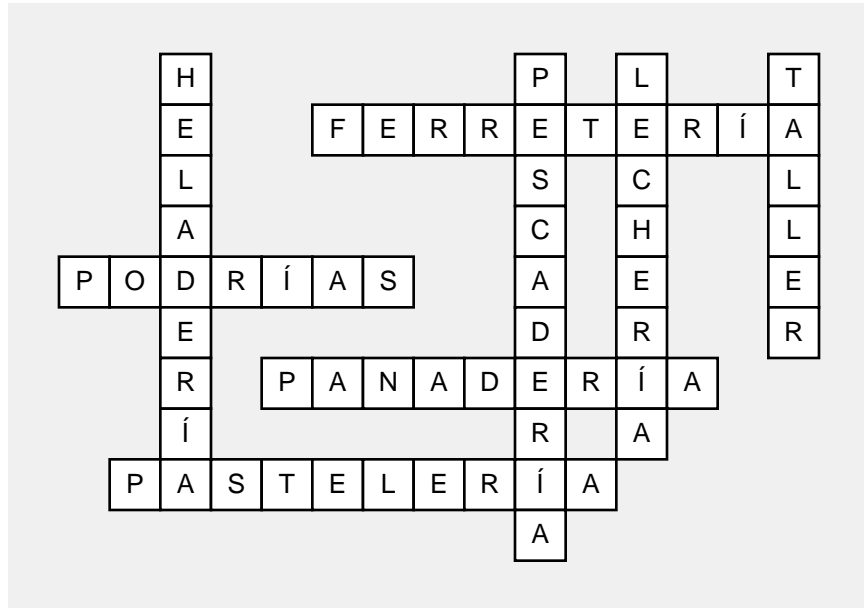 HELADERÍA
PESCADERÍA
LECHERÍA
TALLER
FERRETERÍA
PODRÍAS
PANADERÍA
PASTELERÍA